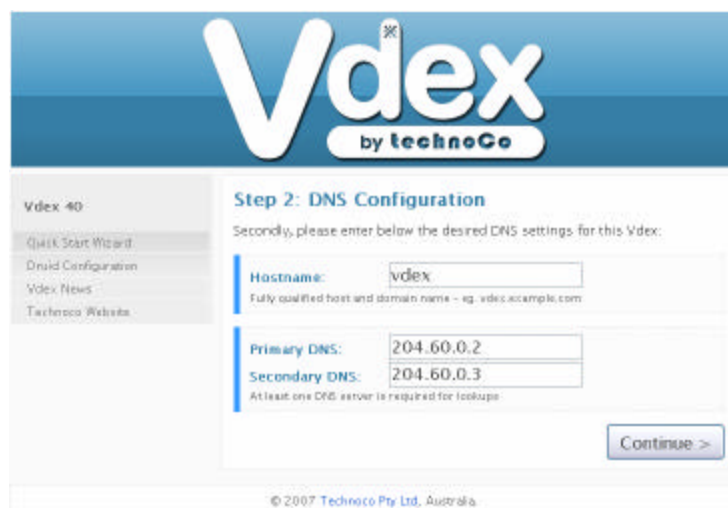 Vdex
by technoCo
Vdex 40
Quick Start Wizard
Druid Configuration
Vdex News
Technoco Website
Step 2: DNS Configuration
Secondly, please enter below the desired DNS settings for this Vdex:
Hostname: vdex
Fully qualified host and domain name - eg. vdex.example.com
Primary DNS: 204.60.0.2
Secondary DNS: 204.60.0.3
At least one DNS server is required for lookups
Continue >
© 2007 Technoco Pty Ltd, Australia.